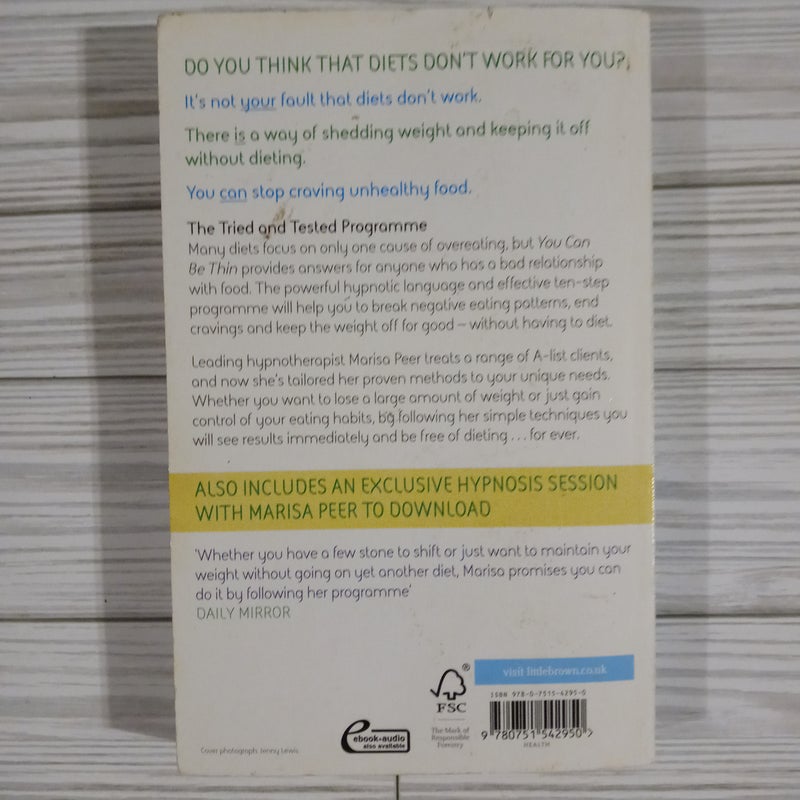 DO YOU THINK THAT DIETS DON'T WORK FOR YOU?
It's not your fault that diets don't work.
There is a way of shedding weight and keeping it off
without dieting.
You can stop craving unhealthy food.
The Tried and Tested Programme
Many diets focus on only one cause of overeating, but You Can
Be Thin provides answers for anyone who has a bad relationship
with food. The powerful hypnotic language and effective ten-step
programme will help you to break negative eating patterns, end
cravings and keep the weight off for good – without having to diet.
Leading hypnotherapist Marisa Peer treats a range of A-list clients,
and now she's tailored her proven methods to your unique needs.
Whether you want to lose a large amount of weight or just gain
control of your eating habits, by following her simple techniques you
will see results immediately and be free of dieting ... for ever.
ALSO INCLUDES AN EXCLUSIVE HYPNOSIS SESSION
WITH MARISA PEER TO DOWNLOAD
'Whether you have a few stone to shift or just want to maintain your
weight without going on yet another diet, Marisa promises you can
do it by following her programme'
DAILY MIRROR
visit littlebrown.co.uk
ISBN 978-0-7515-4295-0
9 780751 542950 >
HEALTH
®
FSC
The Mark of
Responsible
Forestry
ebook-audio
also available
Cover photograph: Jenny Lewis